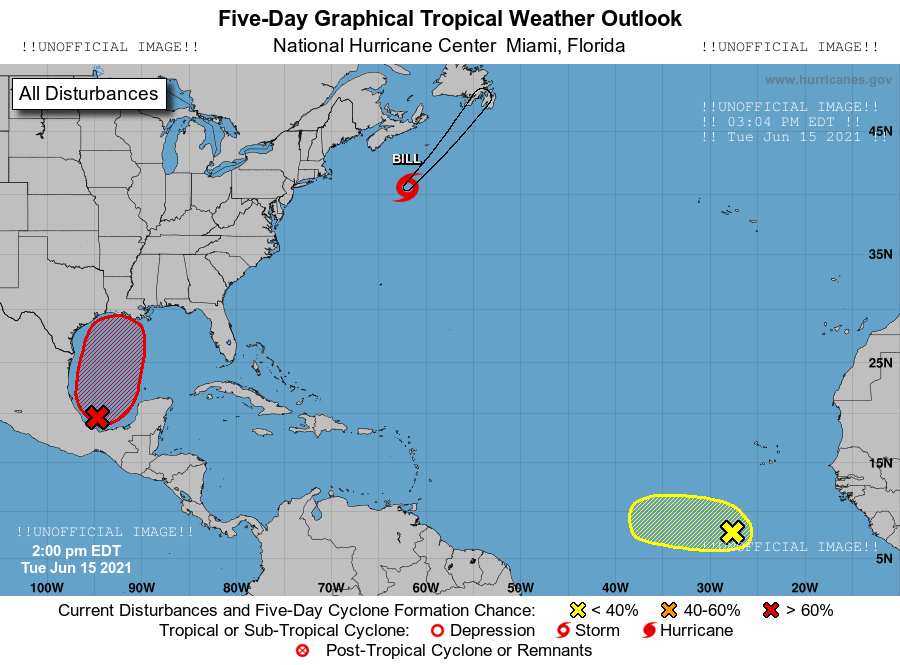 Five-Day Graphical Tropical Weather Outlook
!!UNOFFICIAL IMAGE!! National Hurricane Center  Miami, Florida !!UNOFFICIAL IMAGE!!
All Disturbances
www.hurricanes.gov
!!UNOFFICIAL IMAGE!!
!! 03:04 PM EDT !!
!! Tue Jun 15 2021 !!
45N
BILL
35N
25N
15N
!!UNOFFICIAL IMAGE!!
2:00 pm EDT
Tue Jun 15 2021
!!UNOFFICIAL IMAGE!!
5N
100W 90W 80W 70W 60W 50W 40W 30W 20W
Current Disturbances and Five-Day Cyclone Formation Chance: < 40% 40-60% > 60%
Tropical or Sub-Tropical Cyclone: Depression Storm Hurricane
Post-Tropical Cyclone or Remnants